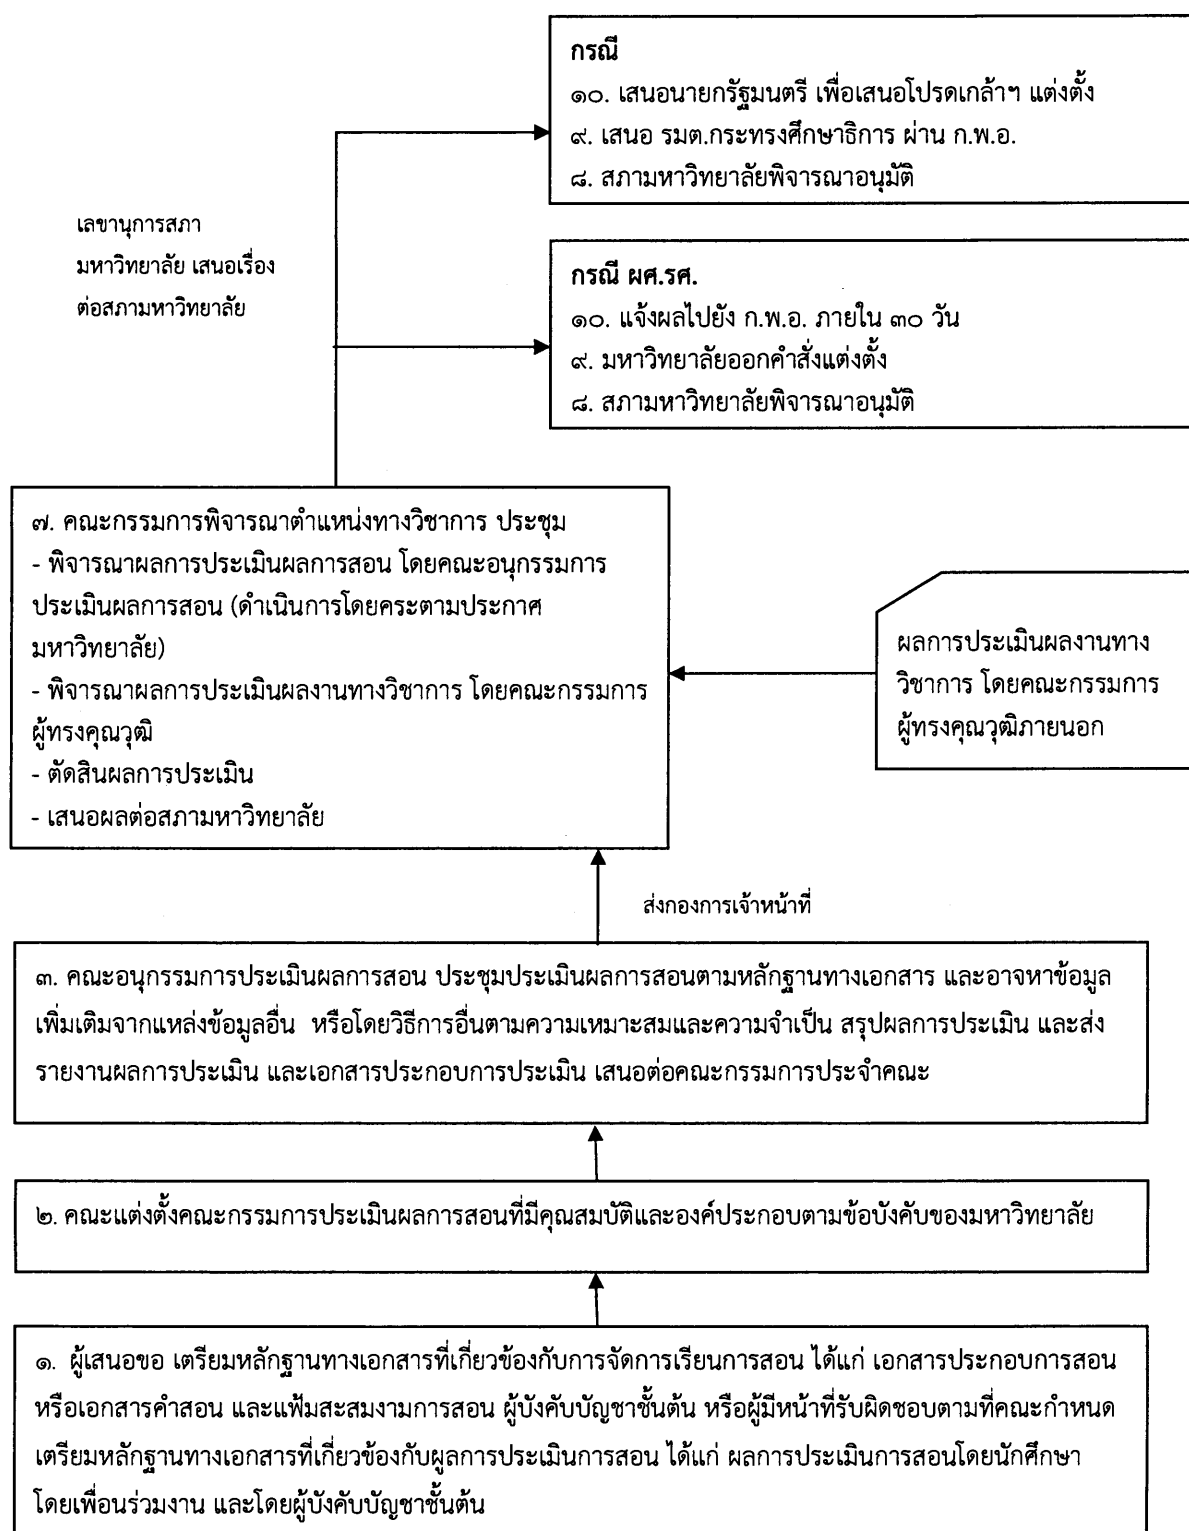 กรณี
๑๐. เสนอนายกรัฐมนตรี เพื่อเสนอโปรดเกล้าฯ แต่งตั้ง
๙. เสนอ รมต.กระทรงศึกษาธิการ ผ่าน ก.พ.อ.
๘. สภามหาวิทยาลัยพิจารณาอนุมัติ
เลขานุการสภา
มหาวิทยาลัย เสนอเรื่อง
ต่อสภามหาวิทยาลัย
กรณี ผศ.รศ.
๑๐. แจ้งผลไปยัง ก.พ.อ. ภายใน ๓๐ วัน
๙. มหาวิทยาลัยออกคำสั่งแต่งตั้ง
๘. สภามหาวิทยาลัยพิจารณาอนุมัติ
๗. คณะกรรมการพิจารณาตำแหน่งทางวิชาการ ประชุม
- พิจารณาผลการประเมินผลการสอน โดยคณะอนุกรรมการ
ประเมินผลการสอน (ดำเนินการโดยคระตามประกาศ
มหาวิทยาลัย)
- พิจารณาผลการประเมินผลงานทางวิชาการ โดยคณะกรรมการ
ผู้ทรงคุณวุฒิ
- ตัดสินผลการประเมิน
- เสนอผลต่อสภามหาวิทยาลัย
ผลการประเมินผลงานทาง
วิชาการ โดยคณะกรรมการ
ผู้ทรงคุณวุฒิภายนอก
ส่งกองการเจ้าหน้าที่
๓. คณะอนุกรรมการประเมินผลการสอน ประชุมประเมินผลการสอนตามหลักฐานทางเอกสาร และอาจหาข้อมูล
เพิ่มเติมจากแหล่งข้อมูลอื่น หรือโดยวิธีการอื่นตามความเหมาะสมและความจำเป็น สรุปผลการประเมิน และส่ง
รายงานผลการประเมิน และเอกสารประกอบการประเมิน เสนอต่อคณะกรรมการประจำคณะ
๒. คณะแต่งตั้งคณะกรรมการประเมินผลการสอนที่มีคุณสมบัติและองค์ประกอบตามข้อบังคับของมหาวิทยาลัย
๑. ผู้เสนอขอ เตรียมหลักฐานทางเอกสารที่เกี่ยวข้องกับการจัดการเรียนการสอน ได้แก่ เอกสารประกอบการสอน
หรือเอกสารคำสอน และแฟ้มสะสมงามการสอน ผู้บังคับบัญชาชั้นต้น หรือผู้มีหน้าที่รับผิดชอบตามที่คณะกำหนด
เตรียมหลักฐานทางเอกสารที่เกี่ยวข้องกับผูลการประเมินการสอน ได้แก่ ผลการประเมินการสอนโดยนักศึกษา
โดยเพื่อนร่วมงาน และโดยผู้บังคับบัญชาชั้นต้น